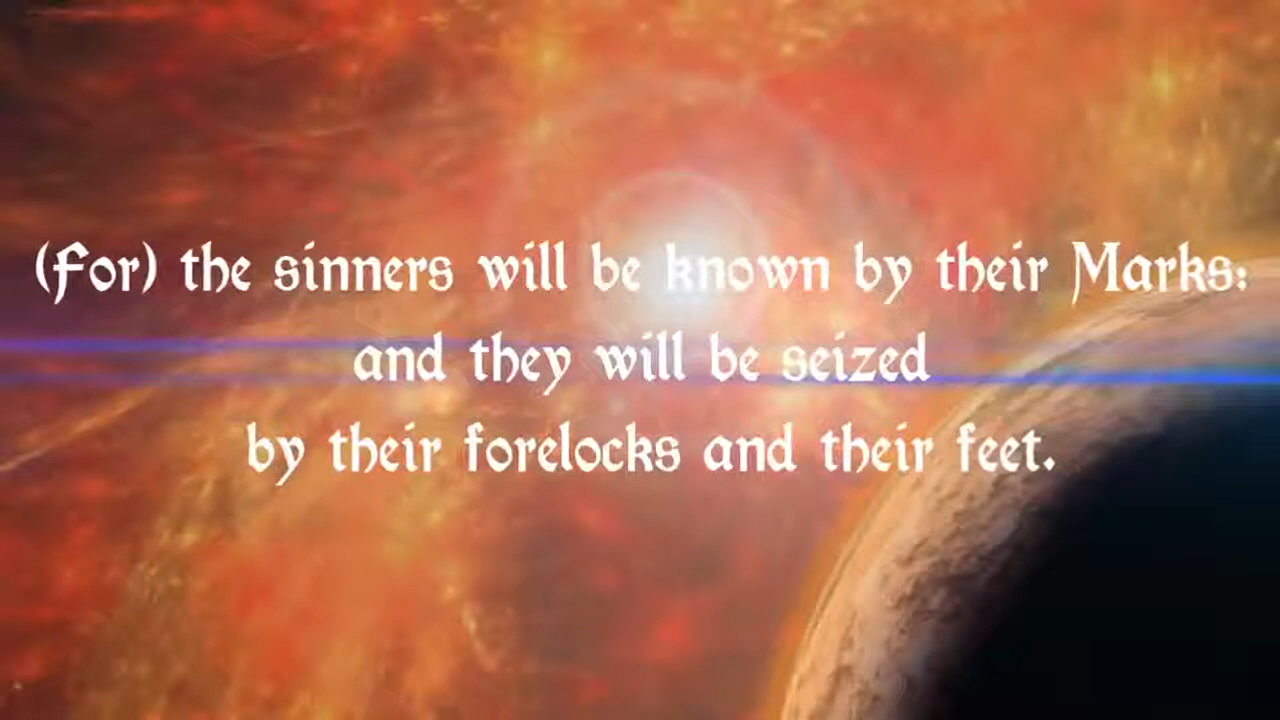 (For) the sinners will be known by their Marks:
and they will be seized
by their forelocks and their feet.